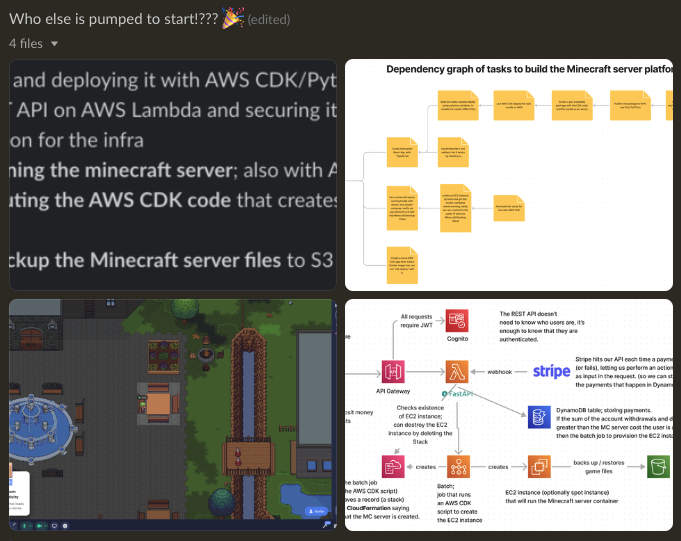 Who else is pumped to start!??? 🎉 (edited)
4 files
and deploying it with AWS CDK/Pyt
API on AWS Lambda and securing it
on for the infra
ning the minecraft server; also with A
uting the AWS CDK code that creates
ckup the Minecraft server files to S3
Dependency graph of tasks to build the Minecraft server platfor
All requests
require JWT
Cognito
The REST API doesn't
need to know who users are, it's
enough to know that they are
authenticated.
API Gateway
FastAPI
webhook
stripe
Stripe hits our API each time a payme
(or fails), letting us perform an action
as input in the request. (so we can st
the payments that happen in Dynam
osit money
ts
Checks existence
of EC2 instance;
can destroy the EC2
instance by deleting the
Stack
DynamoDB table; storing payments.
If the sum of the account withdrawals and d
greater than the MC server cost the user is a
then the batch job to provision the EC2 insta
creates
creates
backs up / restores
game files
the batch job
the AWS CDK script)
aves a record (a stack)
CloudFormation saying
at the MC server is created.
Batch;
job that runs
an AWS CDK
script to create
the EC2 instance
EC2 instance (optionally spot instance)
that will run the Minecraft server container
Invite